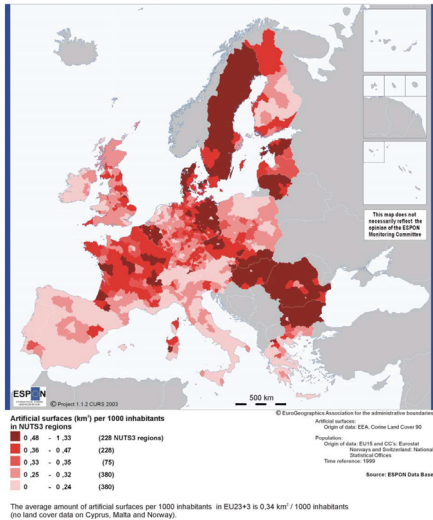 This map does not
necessarily reflect the
opinion of the ESPON
Monitoring Committee
ESPON
© Project 1.1.2 CURS 2003
500 km
© EuroGeographics Association for the administrative boundaries
Artificial surfaces (km²) per 1000 inhabitants
in NUTS3 regions
0 ,48 - 1 ,33 (228 NUTS3 regions)
0 ,36 - 0 ,47 (228)
0 ,33 - 0 ,35 (75)
0 ,25 - 0 ,32 (380)
0 - 0 ,24 (380)
Artificial surfaces:
Origin of data: EEA, Corine Land Cover 90
Population:
Origin of data: EU15 and CC's: Eurostat
Norways and Switzerland: National
Statistical Offices
Time reference: 1999
Source: ESPON Data Base
The average amount of artificial surfaces per 1000 inhabitants in EU23+3 is 0,34 km² / 1000 inhabitants
(no land cover data on Cyprus, Malta and Norway).